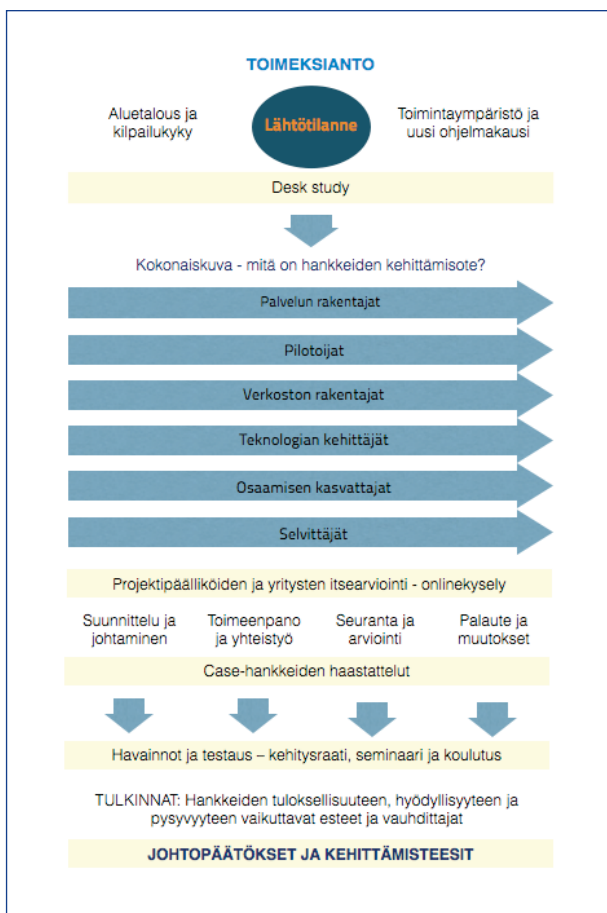 TOIMEKSIANTO
Aluetalous ja
kilpailukyky
Lähtötilanne
Toimintaympäristö ja
uusi ohjelmakausi
Desk study
Kokonaiskuva - mitä on hankkeiden kehittämisote?
Palvelun rakentajat
Pilotoijat
Verkoston rakentajat
Teknologian kehittäjät
Osaamisen kasvattajat
Selvittäjät
Projektipäälliköiden ja yritysten itsearviointi - onlinekysely
Suunnittelu ja
johtaminen
Toimeenpano
ja yhteistyö
Seuranta ja
arviointi
Palaute ja
muutokset
Case-hankkeiden haastattelut
Havainnot ja testaus – kehitysraati, seminaari ja koulutus
TULKINNAT: Hankkeiden tuloksellisuuteen, hyödyllisyyteen ja
pysyvyyteen vaikuttavat esteet ja vauhdittajat
JOHTOPÄÄTÖKSET JA KEHITTÄMISTEESIT